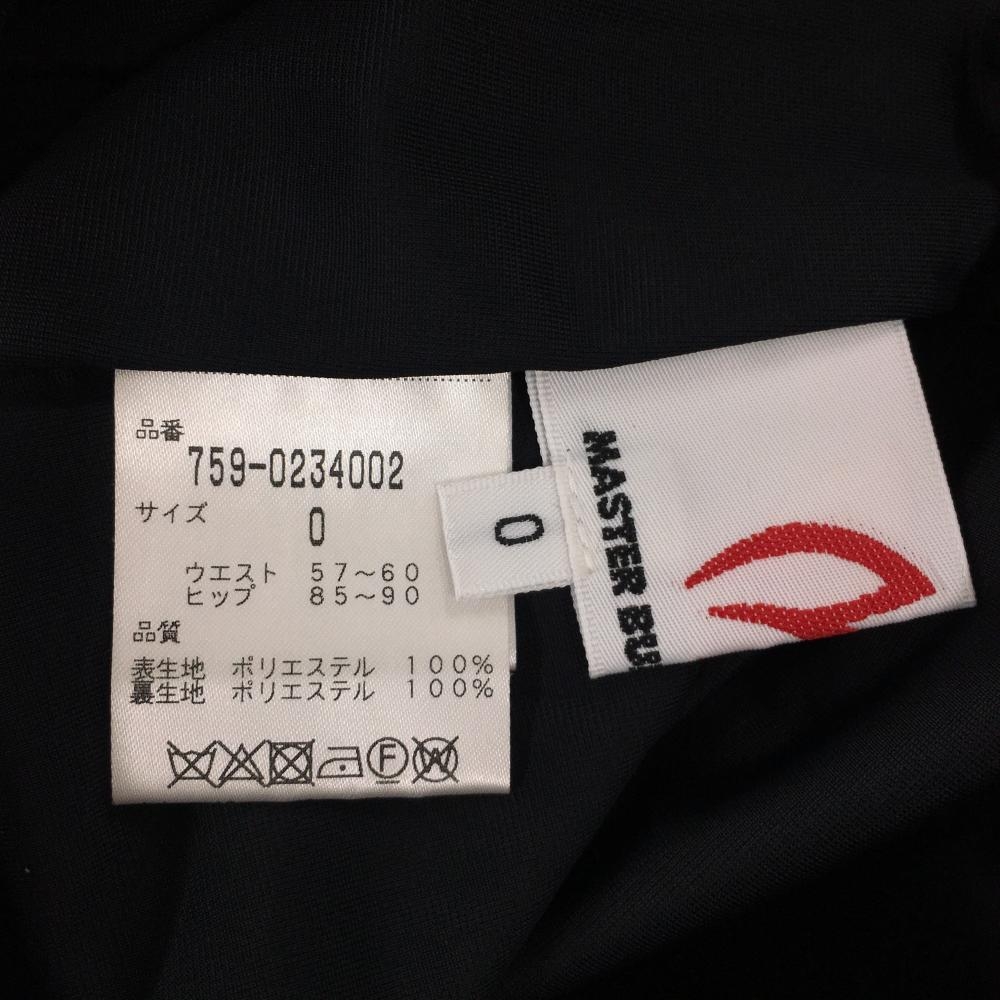 品番
759-0234002
サイズ
0
ウエスト 57～60
ヒップ 85～90
品質
表生地 ポリエステル 100%
裏生地 ポリエステル 100%
F
W
0
MASTER